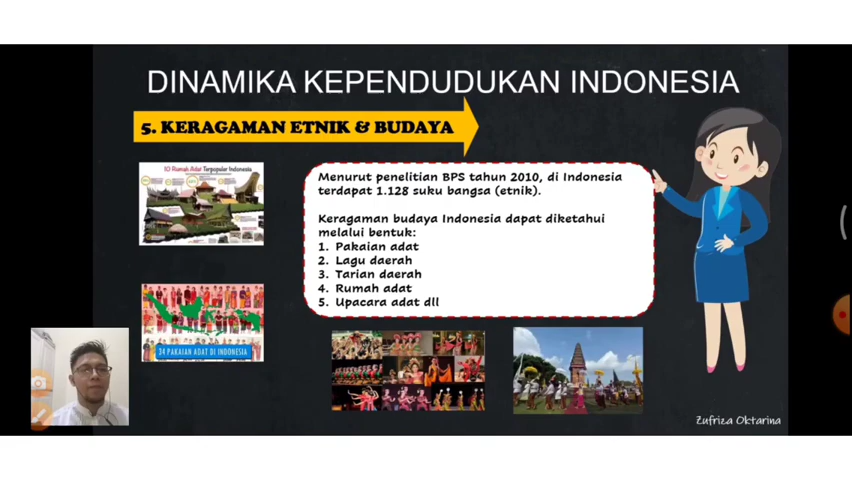 DINAMIKA KEPENDUDUKAN INDONESIA
5. KERAGAMAN ETNIK & BUDAYA
10 Rumah Adat Terpopuler Indonesia
Menurut penelitian BPS tahun 2010, di Indonesia
terdapat 1.128 suku bangsa (etnik).
Keragaman budaya Indonesia dapat diketahui
melalui bentuk:
1. Pakaian adat
2. Lagu daerah
3. Tarian daerah
4. Rumah adat
5. Upacara adat dll
34 PAKAIAN ADAT DI INDONESIA
Zufriza Oktarina